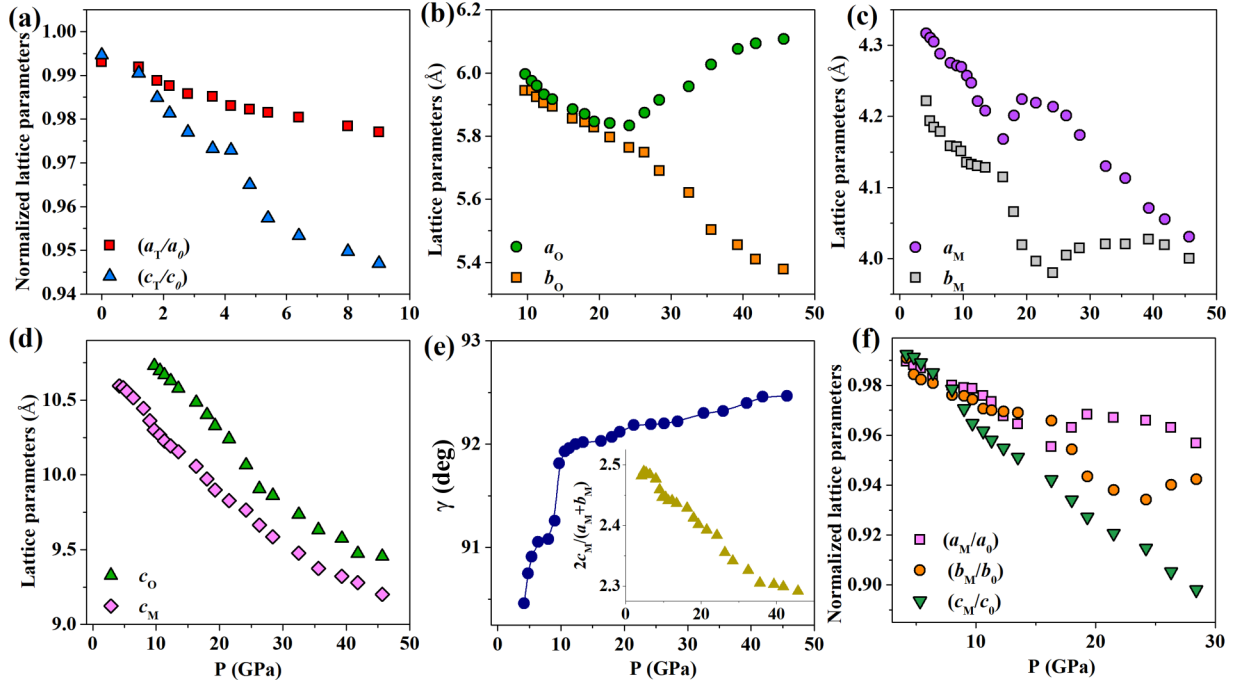 (a)
Normalized lattice parameters
1.00
0.99
0.98
0.97
0.96
0.95
0.94
0 2 4 6 8 10
(a_T/a_0)
(c_T/c_0)
(b)
Lattice parameters (Å)
6.2
6.0
5.8
5.6
5.4
0 10 20 30 40 50
a_O
b_O
(c)
Lattice parameters (Å)
4.3
4.2
4.1
4.0
0 10 20 30 40 50
a_M
b_M
(d)
Lattice parameters (Å)
10.5
10.0
9.5
9.0
0 10 20 30 40 50
P (GPa)
c_O
c_M
(e)
γ (deg)
93
92
91
0 10 20 30 40 50
P (GPa)
2c_M/(a_M+b_M)
2.5
2.4
2.3
0 20 40
(f)
Normalized lattice parameters
0.98
0.96
0.94
0.92
0.90
10 20 30
P (GPa)
(a_M/a_0)
(b_M/b_0)
(c_M/c_0)